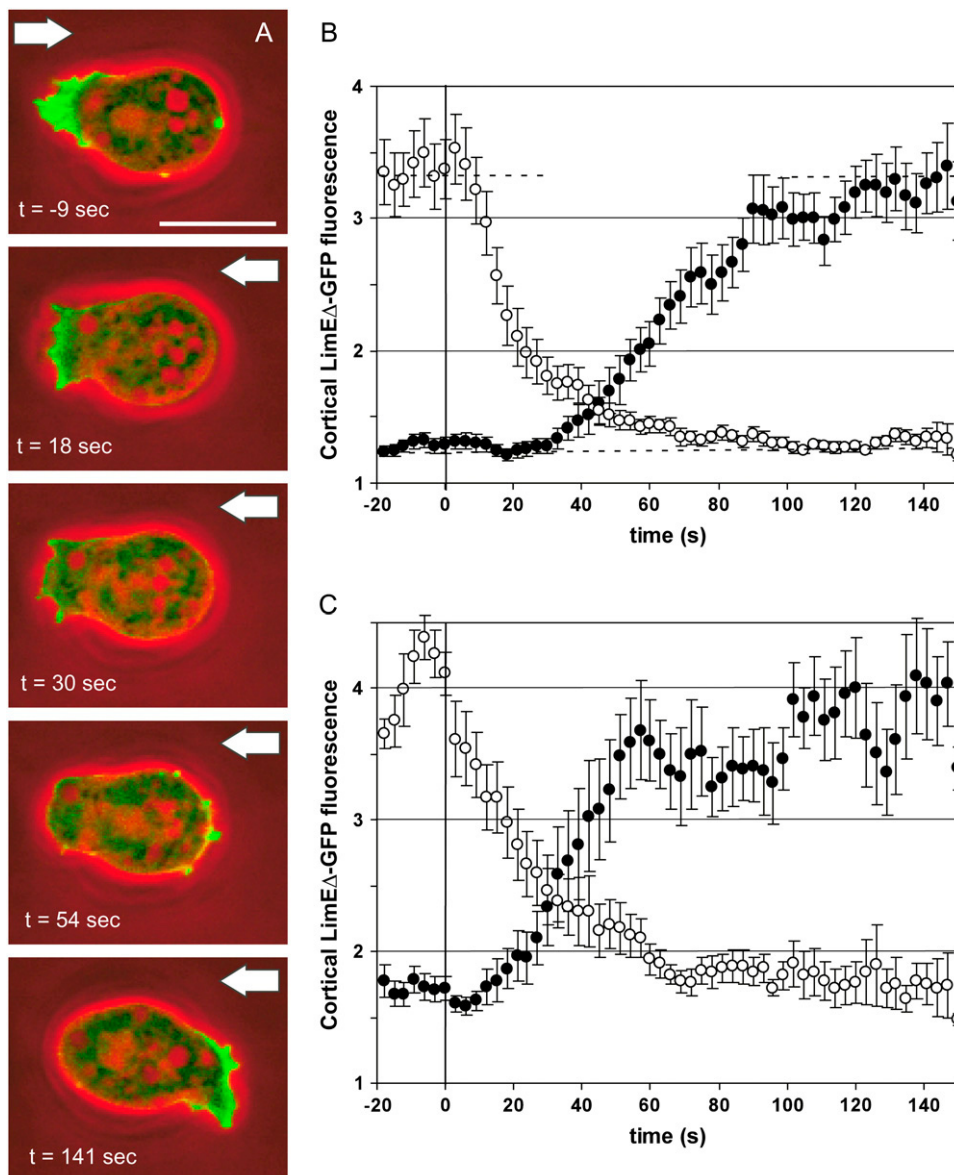 A
t = -9 sec
t = 18 sec
t = 30 sec
t = 54 sec
t = 141 sec
B
Cortical LimEΔ-GFP fluorescence
4
3
2
1
-20 0 20 40 60 80 100 120 140
time (s)
C
Cortical LimEΔ-GFP fluorescence
4
3
2
1
-20 0 20 40 60 80 100 120 140
time (s)